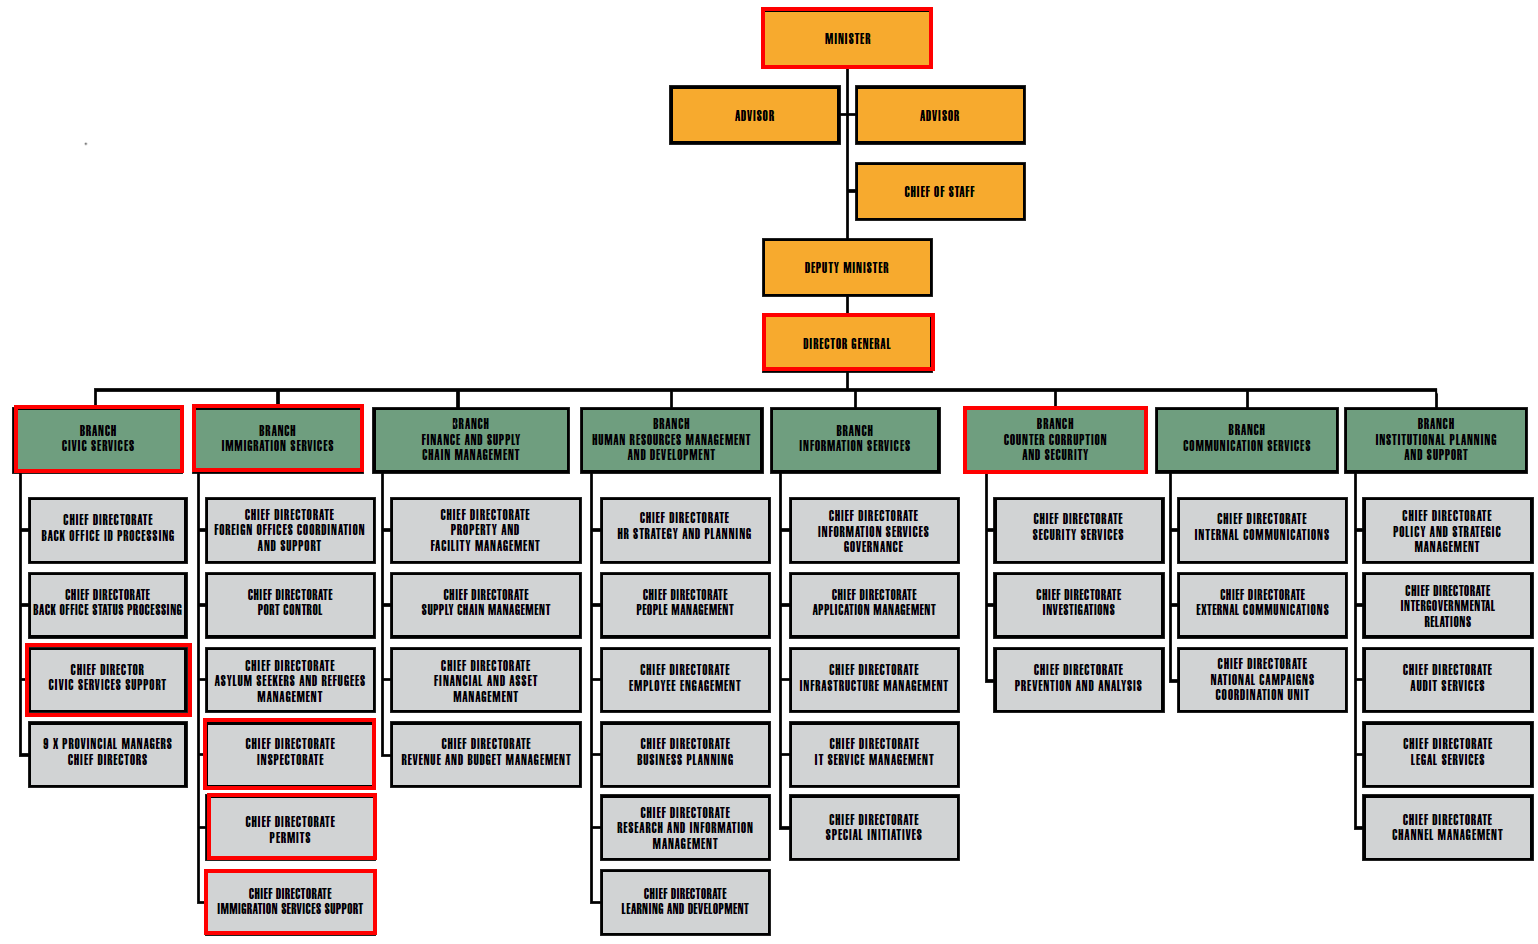 MINISTER
ADVISOR
ADVISOR
CHIEF OF STAFF
DEPUTY MINISTER
DIRECTOR GENERAL
BRANCH
CIVIC SERVICES
CHIEF DIRECTORATE
BACK OFFICE ID PROCESSING
CHIEF DIRECTORATE
BACK OFFICE STATUS PROCESSING
CHIEF DIRECTOR
CIVIC SERVICES SUPPORT
9 X PROVINCIAL MANAGERS
CHIEF DIRECTORS
BRANCH
IMMIGRATION SERVICES
CHIEF DIRECTORATE
FOREIGN OFFICES COORDINATION
AND SUPPORT
CHIEF DIRECTORATE
PORT CONTROL
CHIEF DIRECTORATE
ASYLUM SEEKERS AND REFUGEES
MANAGEMENT
CHIEF DIRECTORATE
INSPECTORATE
CHIEF DIRECTORATE
PERMITS
CHIEF DIRECTORATE
IMMIGRATION SERVICES SUPPORT
BRANCH
FINANCE AND SUPPLY
CHAIN MANAGEMENT
CHIEF DIRECTORATE
PROPERTY AND
FACILITY MANAGEMENT
CHIEF DIRECTORATE
SUPPLY CHAIN MANAGEMENT
CHIEF DIRECTORATE
FINANCIAL AND ASSET
MANAGEMENT
CHIEF DIRECTORATE
REVENUE AND BUDGET MANAGEMENT
BRANCH
HUMAN RESOURCES MANAGEMENT
AND DEVELOPMENT
CHIEF DIRECTORATE
HR STRATEGY AND PLANNING
CHIEF DIRECTORATE
PEOPLE MANAGEMENT
CHIEF DIRECTORATE
EMPLOYEE ENGAGEMENT
CHIEF DIRECTORATE
BUSINESS PLANNING
CHIEF DIRECTORATE
RESEARCH AND INFORMATION
MANAGEMENT
CHIEF DIRECTORATE
LEARNING AND DEVELOPMENT
BRANCH
INFORMATION SERVICES
CHIEF DIRECTORATE
INFORMATION SERVICES
GOVERNANCE
CHIEF DIRECTORATE
APPLICATION MANAGEMENT
CHIEF DIRECTORATE
INFRASTRUCTURE MANAGEMENT
CHIEF DIRECTORATE
IT SERVICE MANAGEMENT
CHIEF DIRECTORATE
SPECIAL INITIATIVES
BRANCH
COUNTER CORRUPTION
AND SECURITY
CHIEF DIRECTORATE
SECURITY SERVICES
CHIEF DIRECTORATE
INVESTIGATIONS
CHIEF DIRECTORATE
PREVENTION AND ANALYSIS
BRANCH
COMMUNICATION SERVICES
CHIEF DIRECTORATE
INTERNAL COMMUNICATIONS
CHIEF DIRECTORATE
EXTERNAL COMMUNICATIONS
CHIEF DIRECTORATE
NATIONAL CAMPAIGNS
COORDINATION UNIT
BRANCH
INSTITUTIONAL PLANNING
AND SUPPORT
CHIEF DIRECTORATE
POLICY AND STRATEGIC
MANAGEMENT
CHIEF DIRECTORATE
INTERGOVERNMENTAL
RELATIONS
CHIEF DIRECTORATE
AUDIT SERVICES
CHIEF DIRECTORATE
LEGAL SERVICES
CHIEF DIRECTORATE
CHANNEL MANAGEMENT